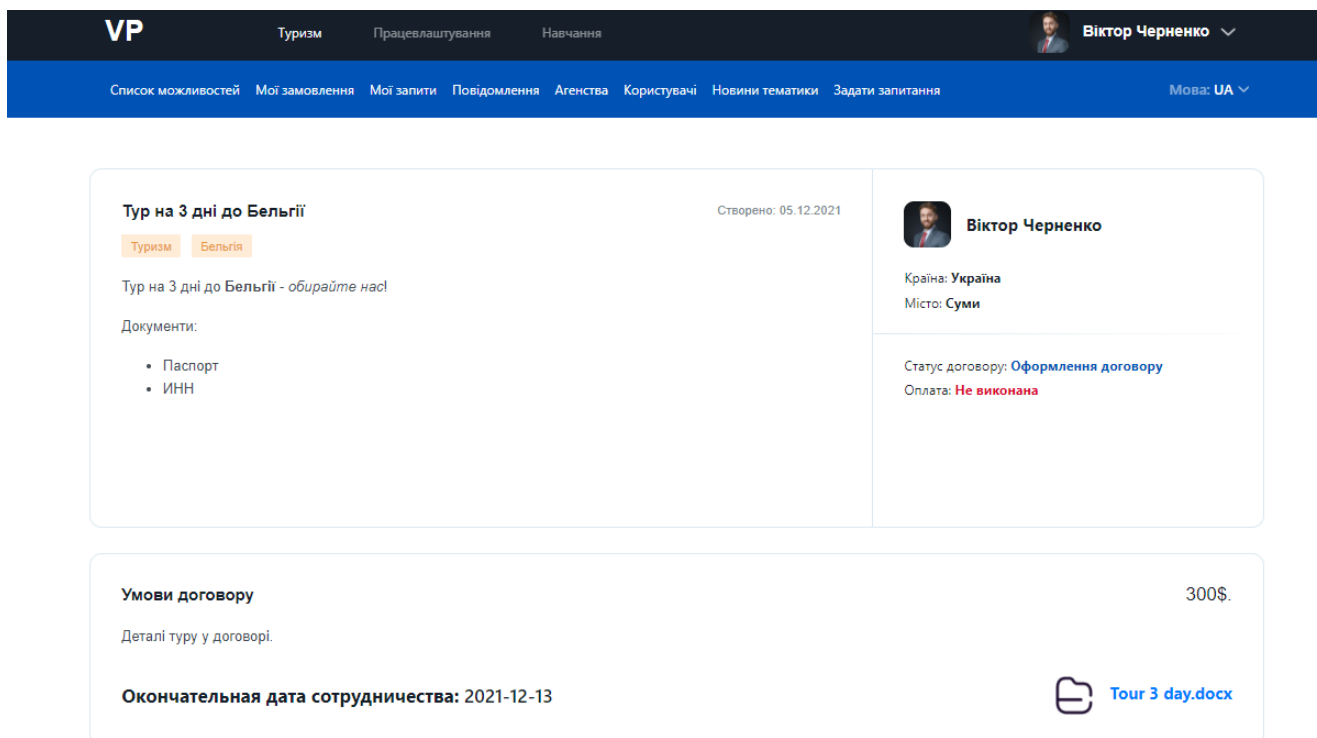 VP Туризм Працевлаштування Навчання Віктор Черненко
Список можливостей Мої замовлення Мої запити Повідомлення Агенства Користувачі Новини тематики Задати запитання Мова: UA
Тур на 3 дні до Бельгії Створено: 05.12.2021
Туризм Бельгія
Тур на 3 дні до Бельгії - обирайте нас!
Документи:
• Паспорт
• ИНН
Віктор Черненко
Країна: Україна
Місто: Суми
Статус договору: Оформлення договору
Оплата: Не виконана
Умови договору 300$.
Деталі туру у договорі.
Окончательная дата сотрудничества: 2021-12-13 Tour 3 day.docx